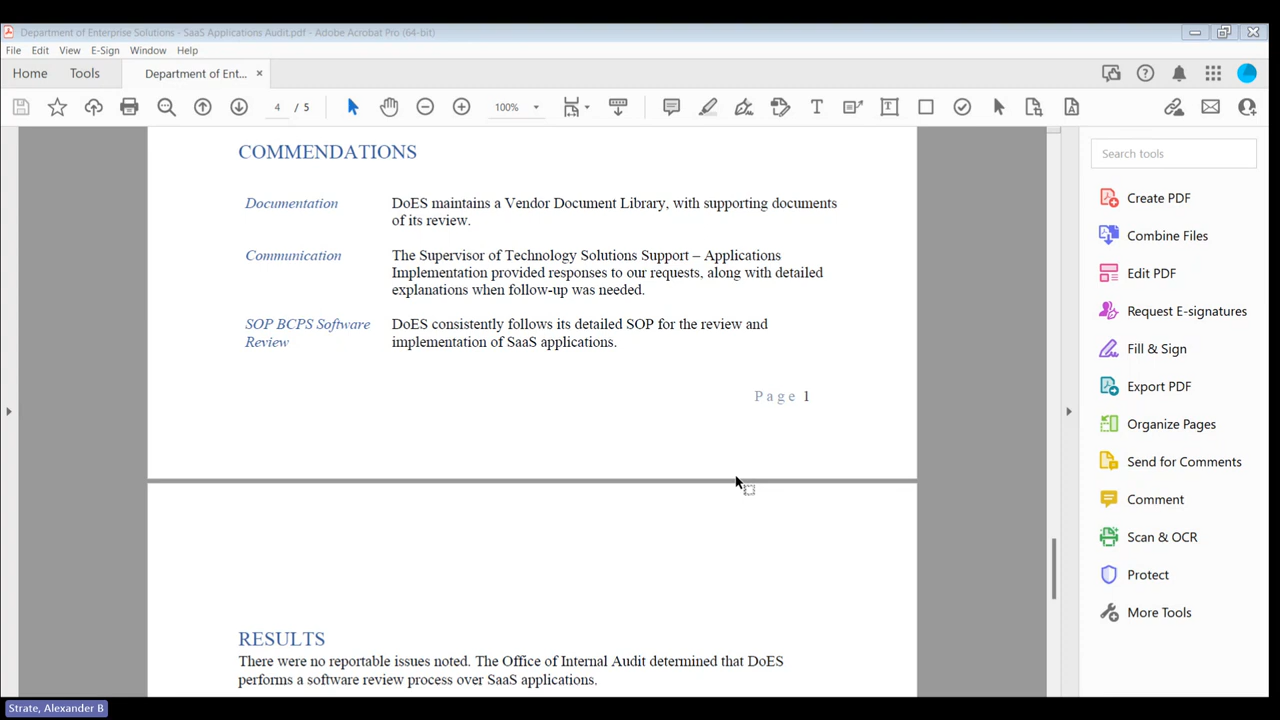 Department of Enterprise Solutions - SaaS Applications Audit.pdf - Adobe Acrobat Pro (64-bit)
File Edit View E-Sign Window Help
Home Tools Department of Ent... ×
4 / 5 100%
COMMENDATIONS
Documentation DoES maintains a Vendor Document Library, with supporting documents
of its review.
Communication The Supervisor of Technology Solutions Support – Applications
Implementation provided responses to our requests, along with detailed
explanations when follow-up was needed.
SOP BCPS Software DoES consistently follows its detailed SOP for the review and
Review implementation of SaaS applications.
Page 1
RESULTS
There were no reportable issues noted. The Office of Internal Audit determined that DoES
performs a software review process over SaaS applications.
Search tools
Create PDF
Combine Files
Edit PDF
Request E-signatures
Fill & Sign
Export PDF
Organize Pages
Send for Comments
Comment
Scan & OCR
Protect
More Tools
Strate, Alexander B